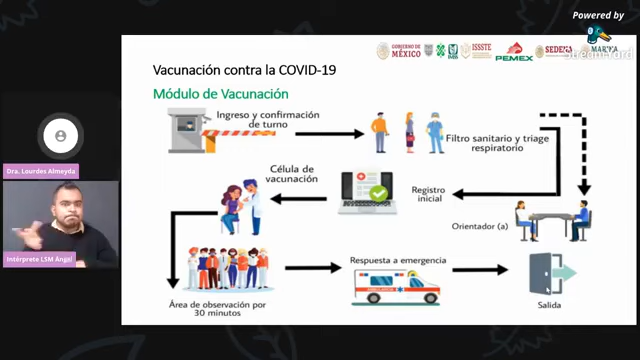 Powered by
StreamYard
GOBIERNO DE
MÉXICO
IMSS
ISSSTE
PEMEX
SEDENA
MARINA
Vacunación contra la COVID-19
Módulo de Vacunación
Ingreso y confirmación
de turno
Filtro sanitario y triage
respiratorio
Célula de
vacunación
Registro
inicial
Orientador (a)
Dra. Lourdes Almeyda
Intérprete LSM Ángel
Respuesta a emergencia
Área de observación por
30 minutos
Salida